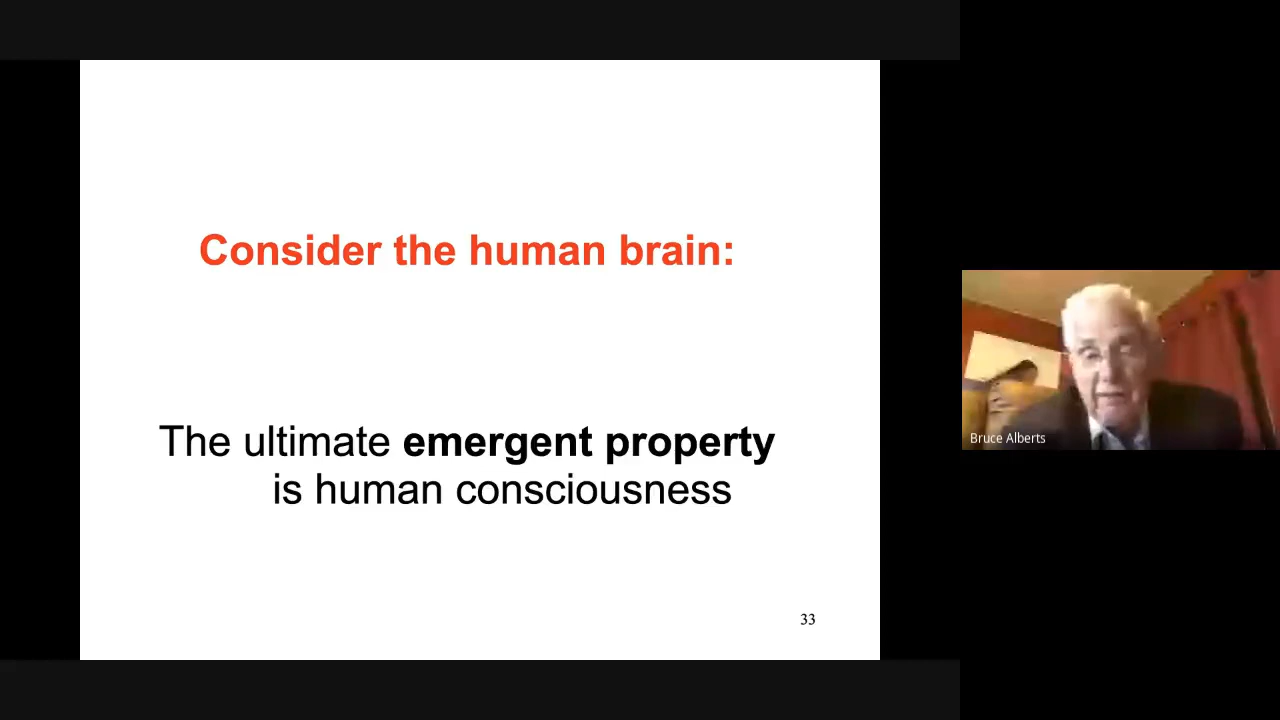 Consider the human brain:
The ultimate emergent property
is human consciousness
33
Bruce Alberts